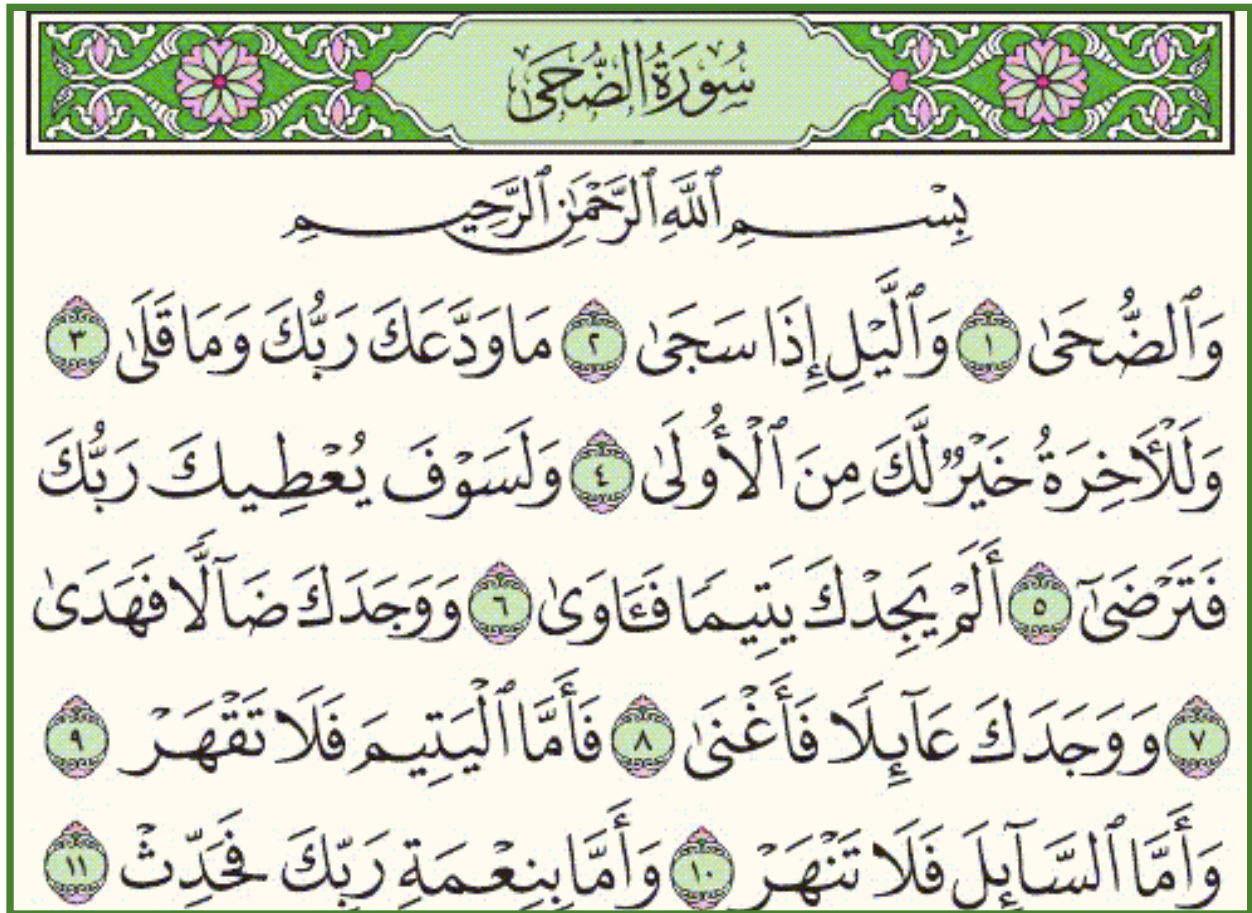 سُورَةُ الضُّحَىٰ
بِسْمِ ٱللَّهِ ٱلرَّحْمَٰنِ ٱلرَّحِيمِ
وَٱلضُّحَىٰ ١ وَٱلَّيْلِ إِذَا سَجَىٰ ٢ مَا وَدَّعَكَ رَبُّكَ وَمَا قَلَىٰ ٣
وَلَلْأَخِرَةُ خَيْرٌ لَّكَ مِنَ ٱلْأُولَىٰ ٤ وَلَسَوْفَ يُعْطِيكَ رَبُّكَ
فَتَرْضَىٰٓ ٥ أَلَمْ يَجِدْكَ يَتِيمًا فَـَٔاوَىٰ ٦ وَوَجَدَكَ ضَآلًّا فَهَدَىٰ
٧ وَوَجَدَكَ عَآئِلًا فَأَغْنَىٰ ٨ فَأَمَّا ٱلْيَتِيمَ فَلَا تَقْهَرْ ٩
وَأَمَّا ٱلسَّآئِلَ فَلَا تَنْهَرْ ١٠ وَأَمَّا بِنِعْمَةِ رَبِّكَ فَحَدِّثْ ١١